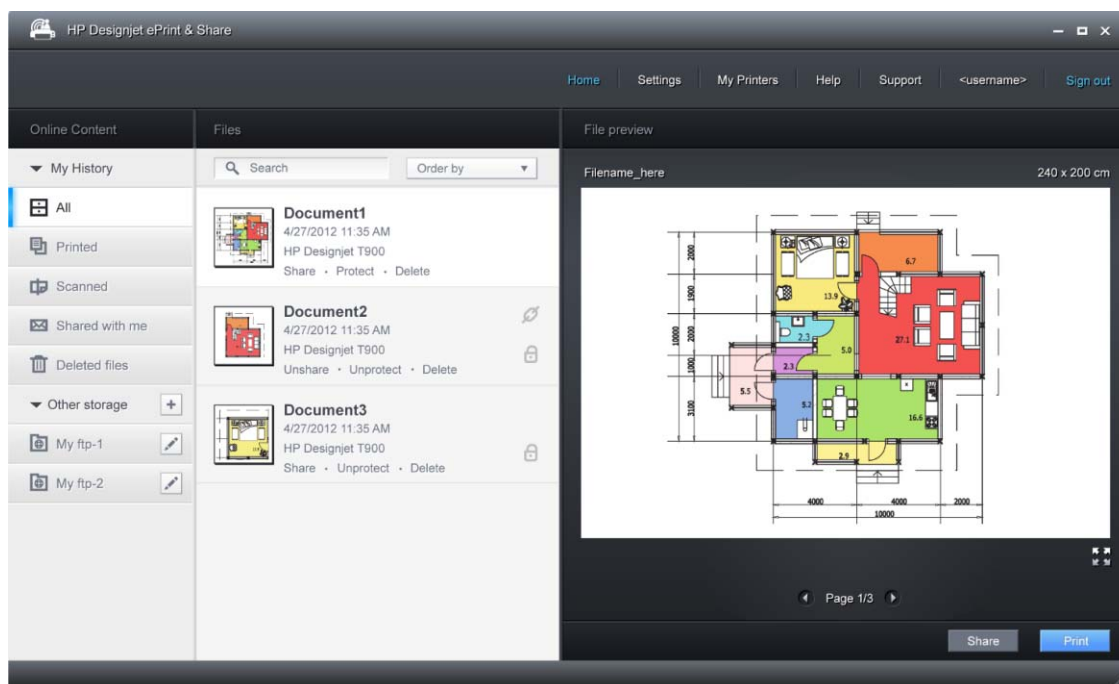 HP Designjet ePrint & Share
Home Settings My Printers Help Support <username> Sign out
Online Content
My History
All
Printed
Scanned
Shared with me
Deleted files
Other storage
My ftp-1
My ftp-2
Files
Search Order by
Document1
4/27/2012 11:35 AM
HP Designjet T900
Share • Protect • Delete
Document2
4/27/2012 11:35 AM
HP Designjet T900
Unshare • Unprotect • Delete
Document3
4/27/2012 11:35 AM
HP Designjet T900
Share • Unprotect • Delete
File preview
Filename_here 240 x 200 cm
2000
6.7
1900
13.9
10000
2000
2.3
5.0
27.1
1000
2.3
5.5
3100
5.2
16.6
2.9
4000 4000 2000
10000
Page 1/3
Share Print